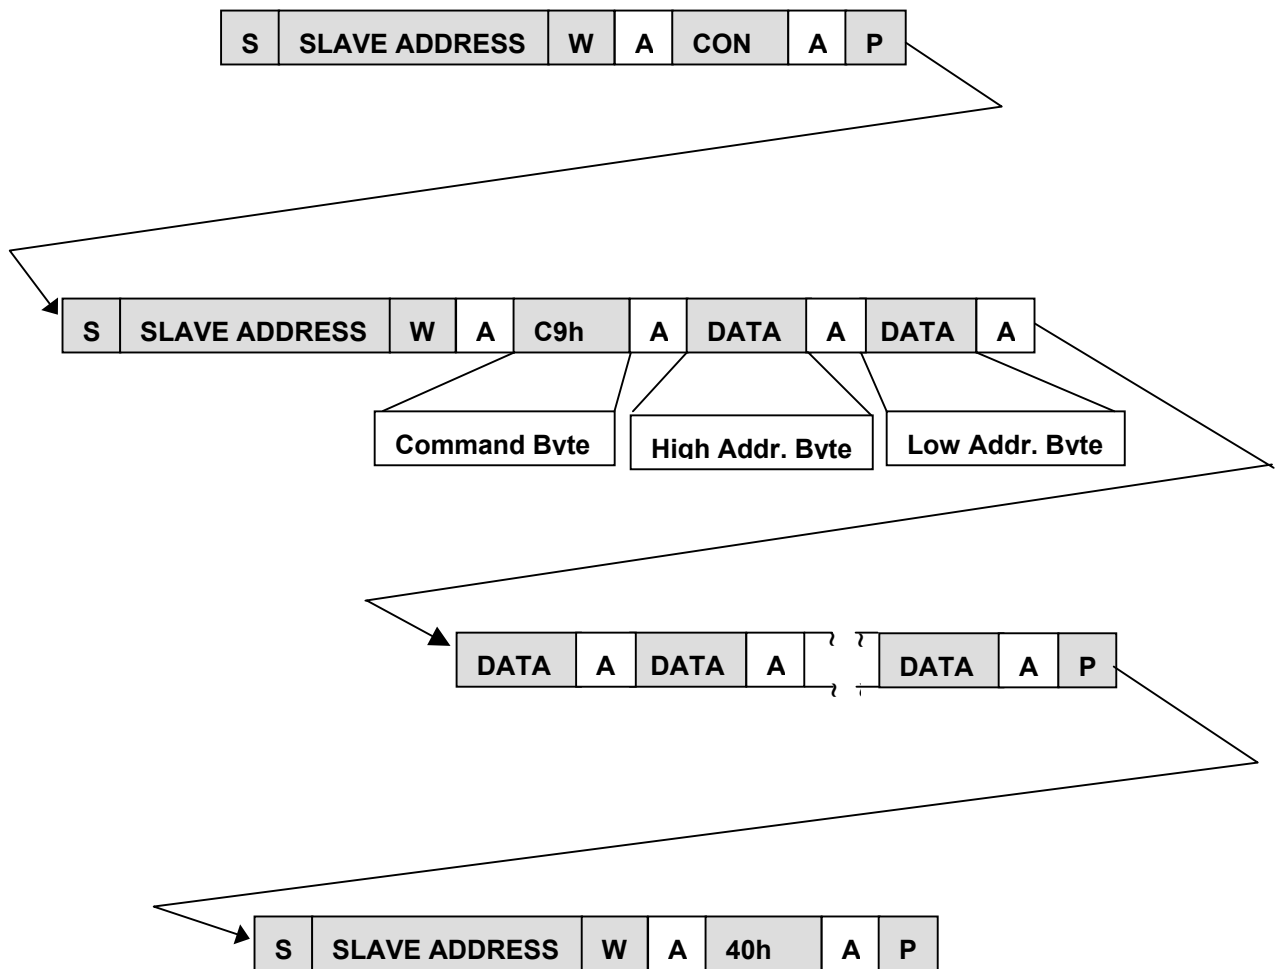 S SLAVE ADDRESS W A CON A P
S SLAVE ADDRESS W A C9h A DATA A DATA A
Command Byte High Addr. Byte Low Addr. Byte
DATA A DATA A DATA A P
S SLAVE ADDRESS W A 40h A P